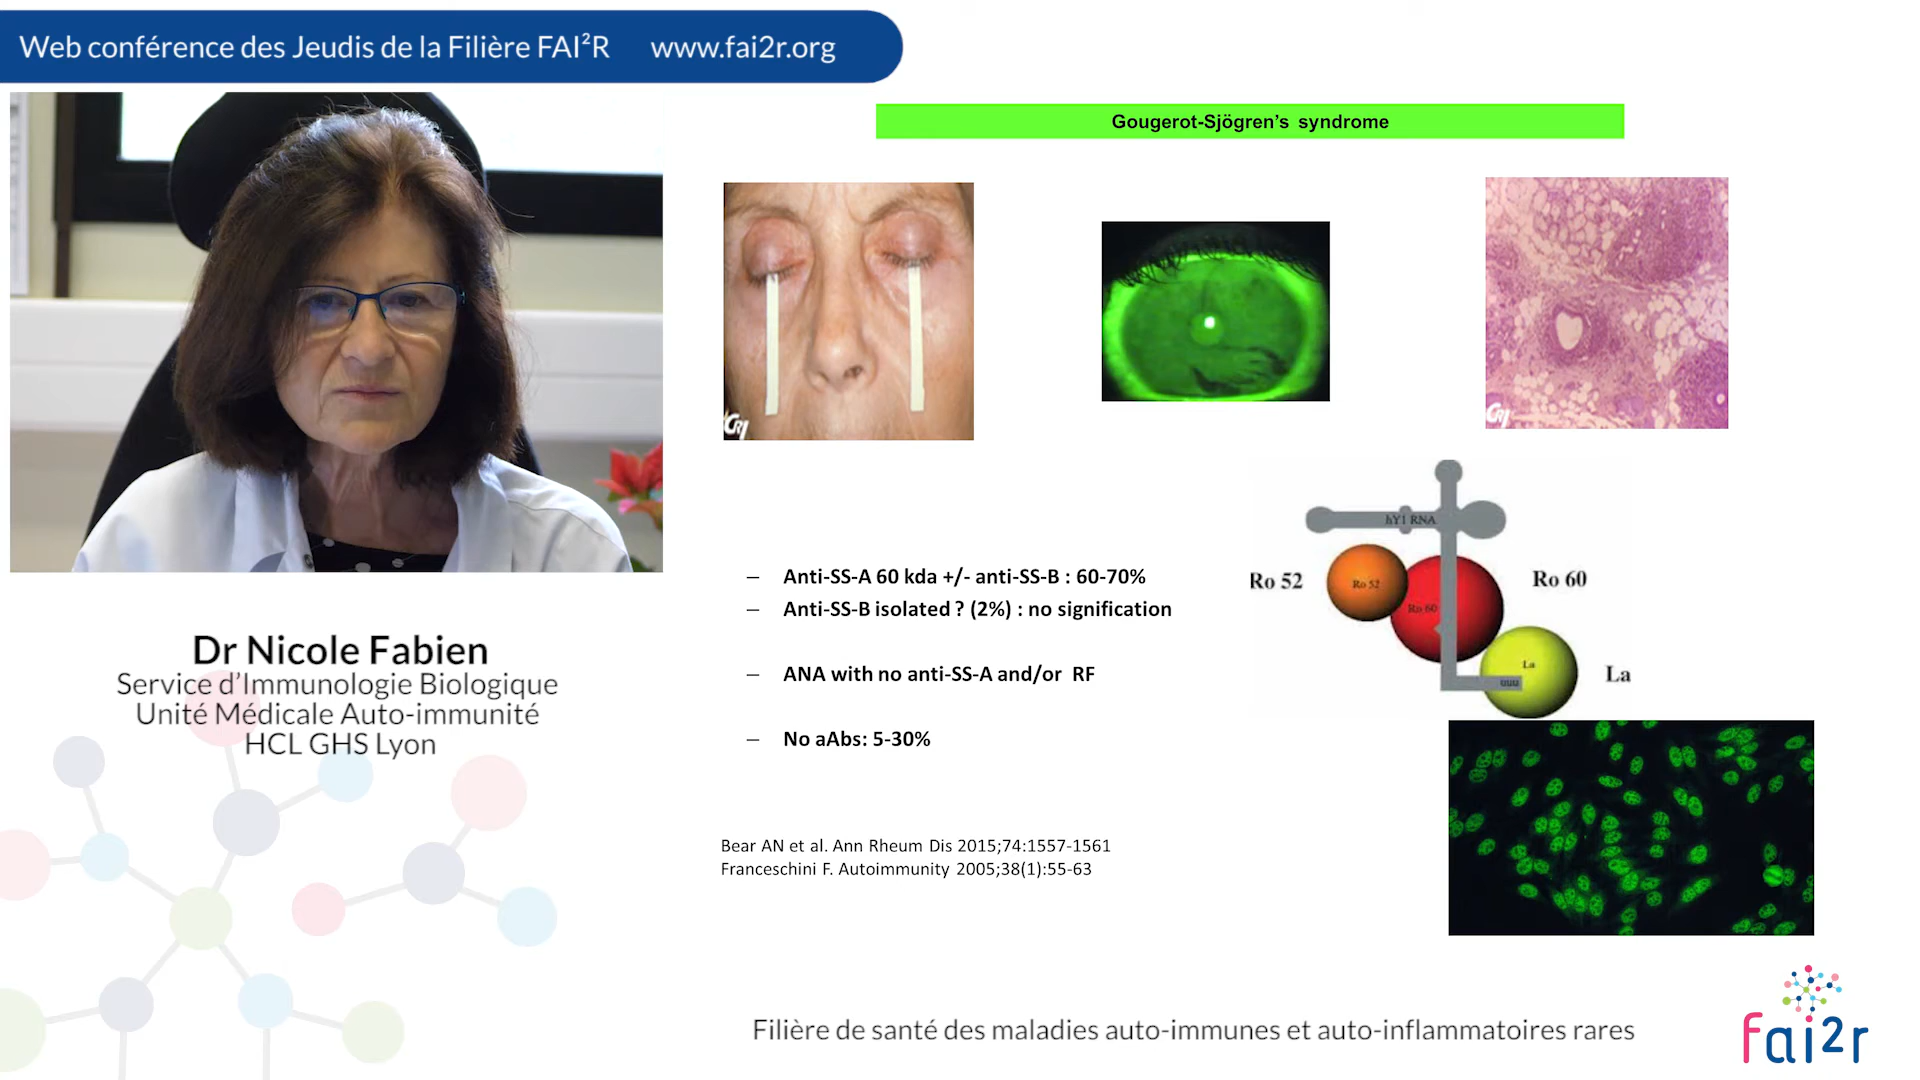 Web conférence des Jeudis de la Filière FAI²R www.fai2r.org
Gougerot-Sjögren’s syndrome
CRI
CRI
Dr Nicole Fabien
Service d’Immunologie Biologique
Unité Médicale Auto-immunité
HCL GHS Lyon
– Anti-SS-A 60 kda +/- anti-SS-B : 60-70%
– Anti-SS-B isolated ? (2%) : no signification
– ANA with no anti-SS-A and/or RF
– No aAbs: 5-30%
hY1 RNA
Ro 52
Ro 52
Ro 60
Ro 60
La
La
uuu
Bear AN et al. Ann Rheum Dis 2015;74:1557-1561
Franceschini F. Autoimmunity 2005;38(1):55-63
Filière de santé des maladies auto-immunes et auto-inflammatoires rares
fai2r